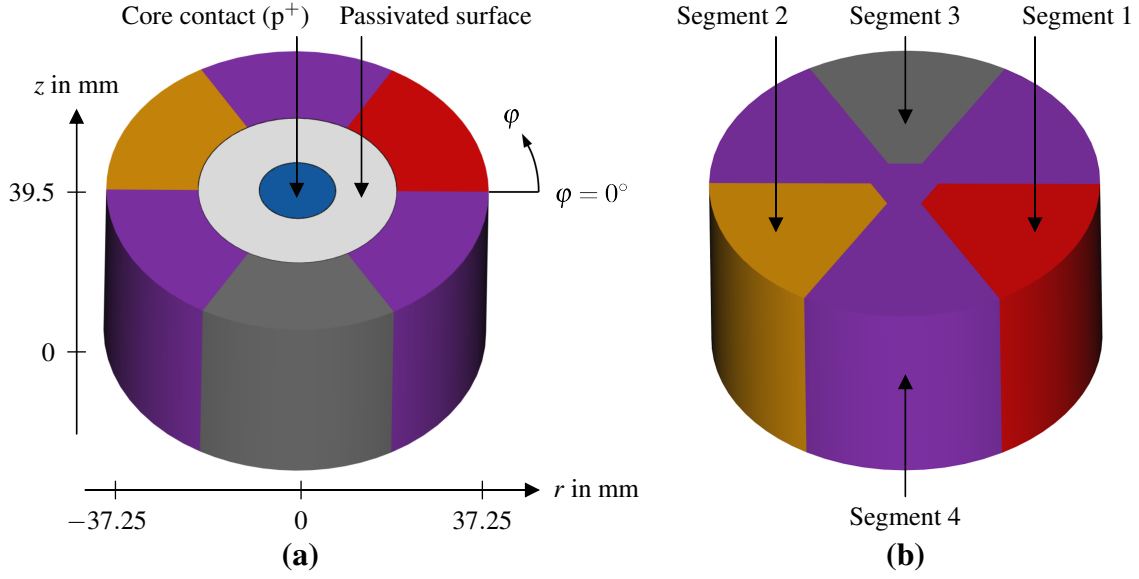 Core contact (p⁺) Passivated surface
Segment 2 Segment 3 Segment 1
z in mm
φ
39.5
φ = 0°
0
r in mm
−37.25 0 37.25
Segment 4
(a) (b)